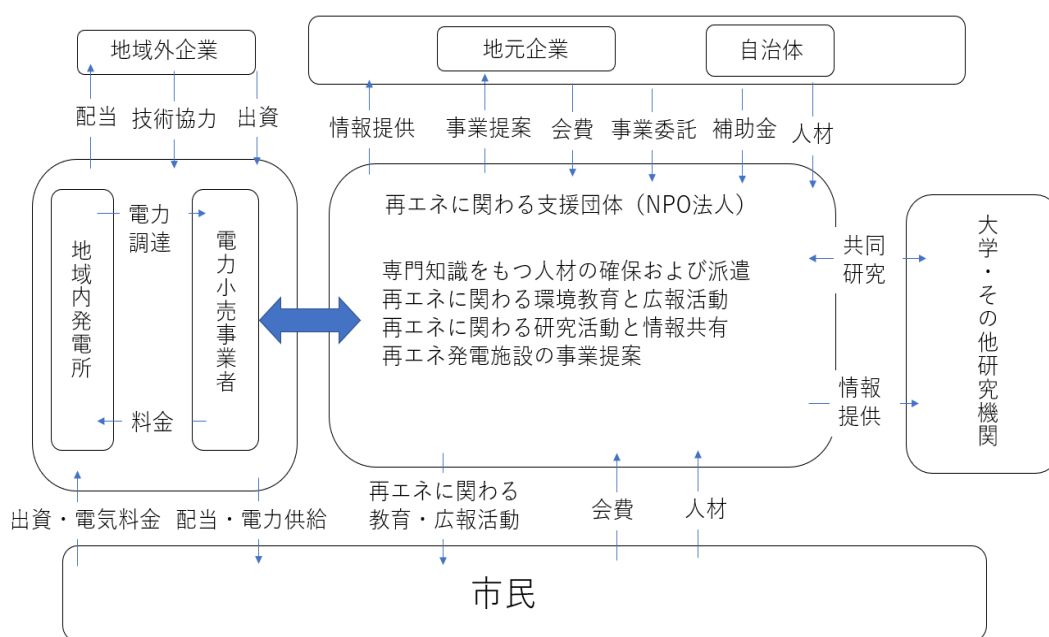 地域外企業
地元企業
自治体
配当
技術協力
出資
情報提供
事業提案
会費
事業委託
補助金
人材
地域内発電所
電力
調達
電力小売事業者
料金
再エネに関わる支援団体（NPO法人）
専門知識をもつ人材の確保および派遣
再エネに関わる環境教育と広報活動
再エネに関わる研究活動と情報共有
再エネ発電施設の事業提案
共同
研究
情報
提供
大学・その他研究機関
出資・電気料金
配当・電力供給
再エネに関わる
教育・広報活動
会費
人材
市民